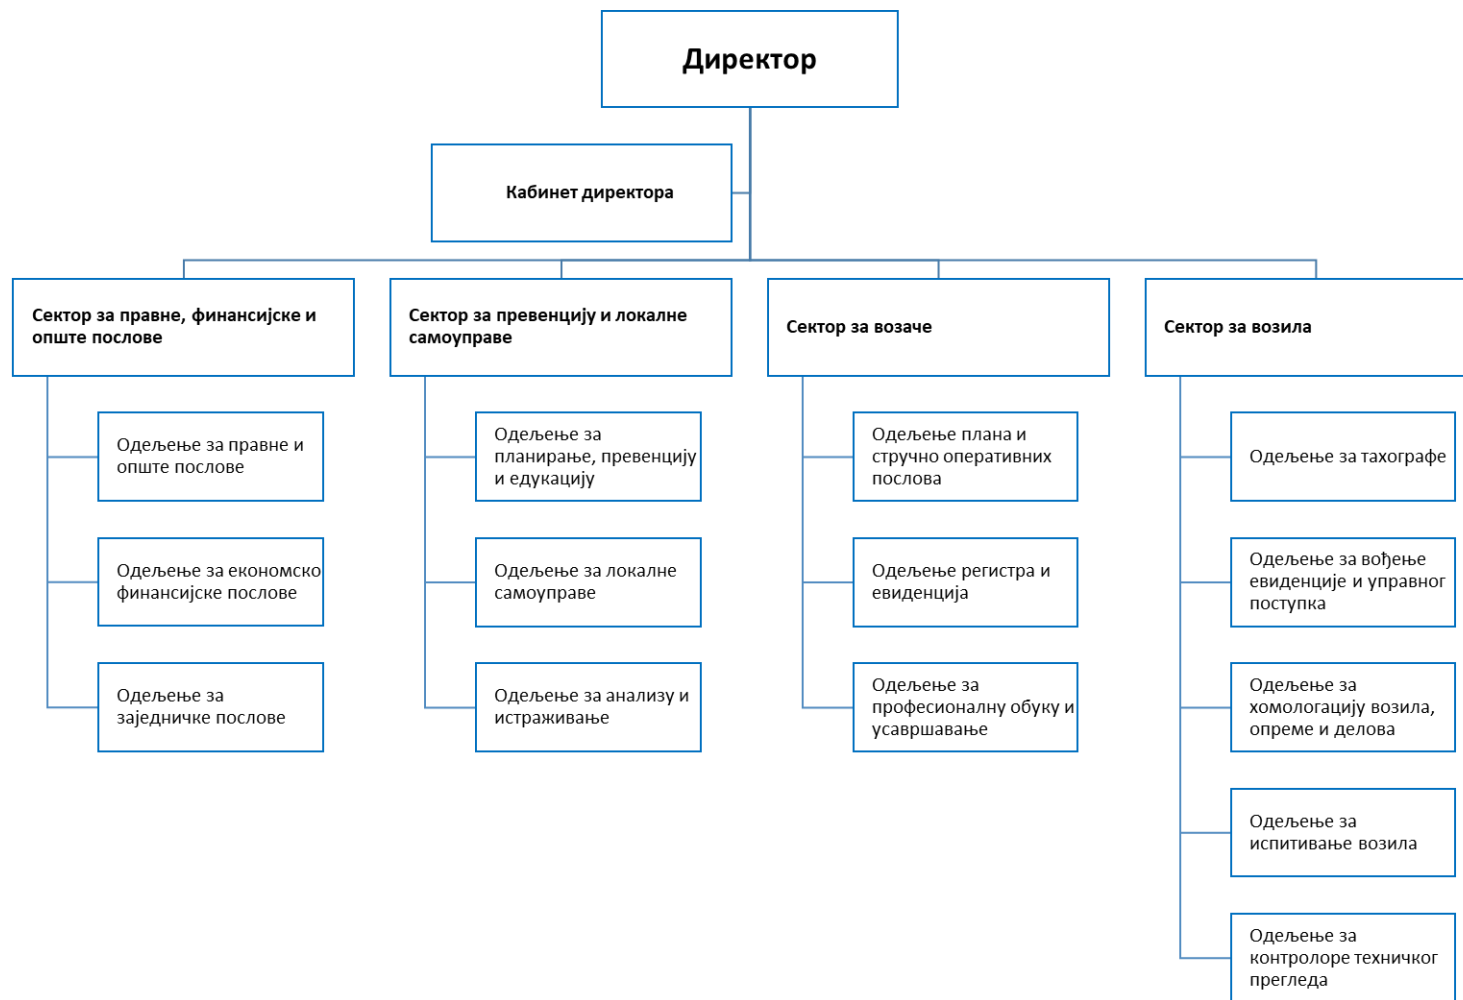 Директор
Кабинет директора
Сектор за правне, финансијске и
опште послове
Одељење за правне и
опште послове
Одељење за економско
финансијске послове
Одељење за
заједничке послове
Сектор за превенцију и локалне
самоуправе
Одељење за
планирање, превенцију
и едукацију
Одељење за локалне
самоуправе
Одељење за анализу и
истраживање
Сектор за возаче
Одељење плана и
стручно оперативних
послова
Одељење регистра и
евиденција
Одељење за
професионалну обуку и
усавршавање
Сектор за возила
Одељење за тахографе
Одељење за вођење
евиденције и управног
поступка
Одељење за
хомологацију возила,
опреме и делова
Одељење за
испитивање возила
Одељење за
контролоре техничког
прегледа